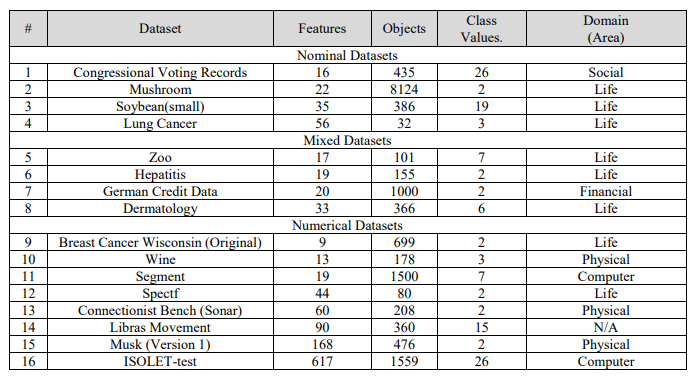 # Dataset Features Objects Class Values. Domain (Area)
Nominal Datasets
1 Congressional Voting Records 16 435 26 Social
2 Mushroom 22 8124 2 Life
3 Soybean(small) 35 386 19 Life
4 Lung Cancer 56 32 3 Life
Mixed Datasets
5 Zoo 17 101 7 Life
6 Hepatitis 19 155 2 Life
7 German Credit Data 20 1000 2 Financial
8 Dermatology 33 366 6 Life
Numerical Datasets
9 Breast Cancer Wisconsin (Original) 9 699 2 Life
10 Wine 13 178 3 Physical
11 Segment 19 1500 7 Computer
12 Spectf 44 80 2 Life
13 Connectionist Bench (Sonar) 60 208 2 Physical
14 Libras Movement 90 360 15 N/A
15 Musk (Version 1) 168 476 2 Physical
16 ISOLET-test 617 1559 26 Computer